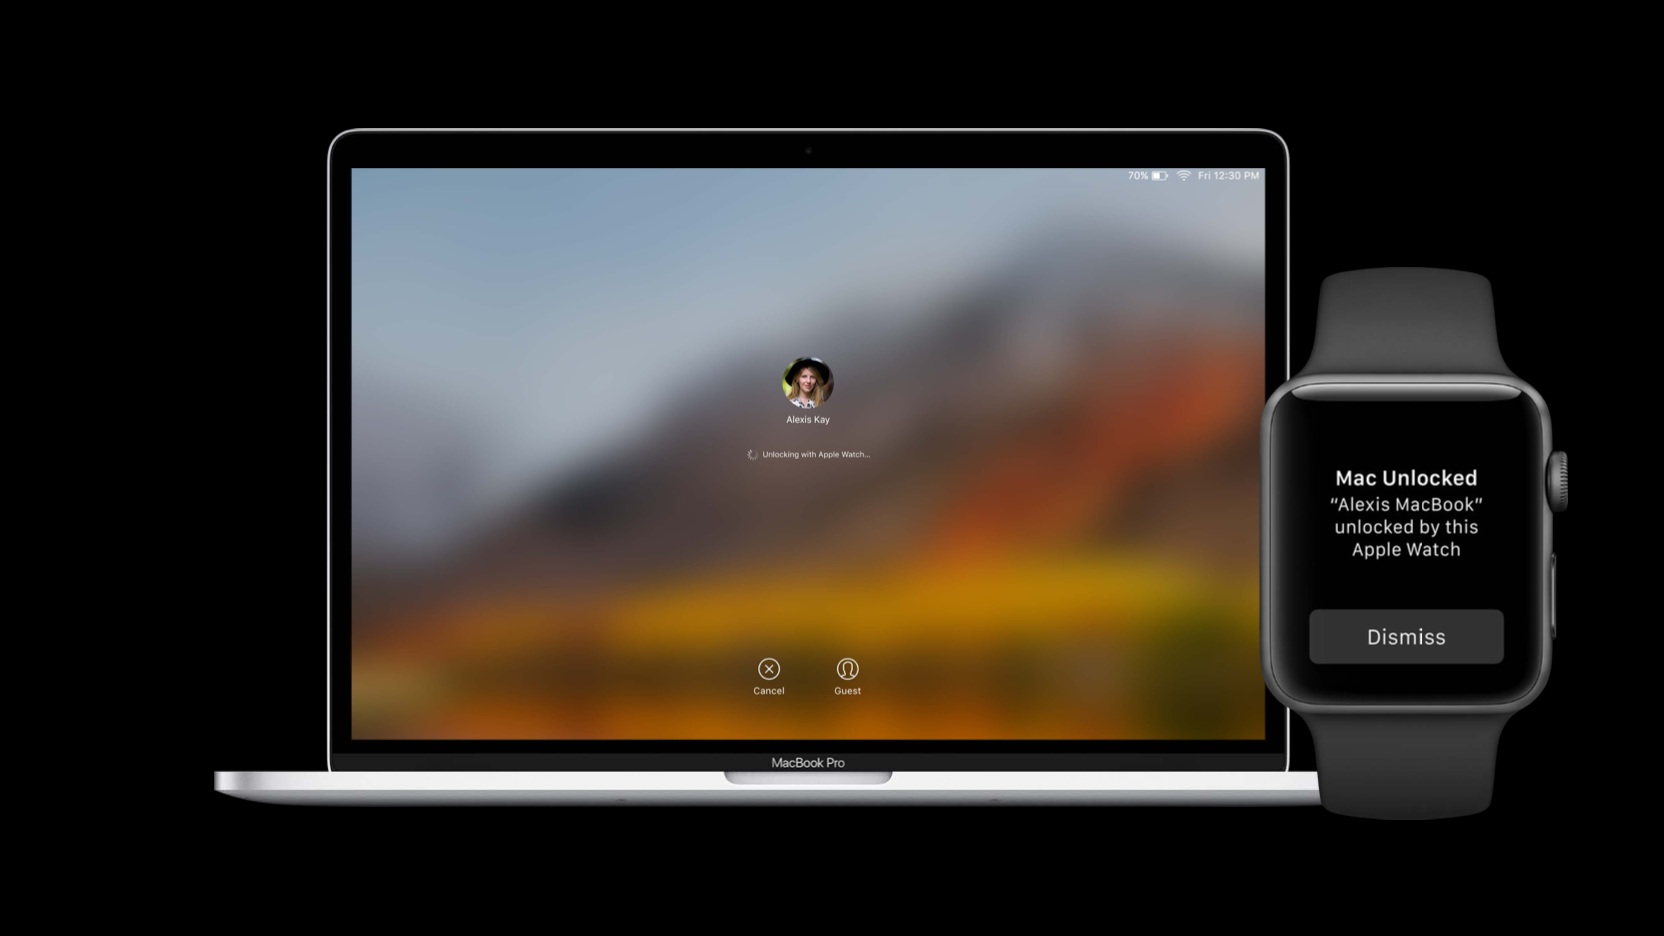 70% Fri 12:30 PM
Alexis Kay
Unlocking with Apple Watch...
Cancel
Guest
MacBook Pro
Mac Unlocked
“Alexis MacBook”
unlocked by this
Apple Watch
Dismiss